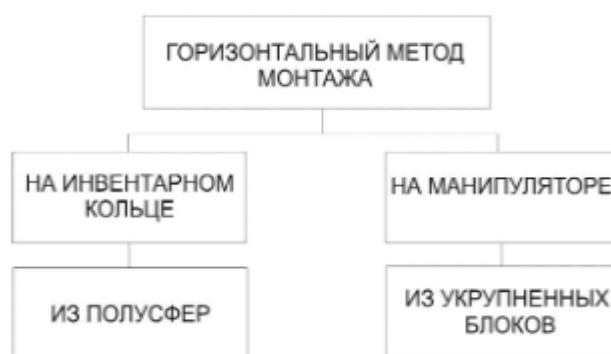 ГОРИЗОНТАЛЬНЫЙ МЕТОД
МОНТАЖА
НА ИНВЕНТАРНОМ
КОЛЬЦЕ
НА МАНИПУЛЯТОРЕ
ИЗ ПОЛУСФЕР
ИЗ УКРУПНЕННЫХ
БЛОКОВ